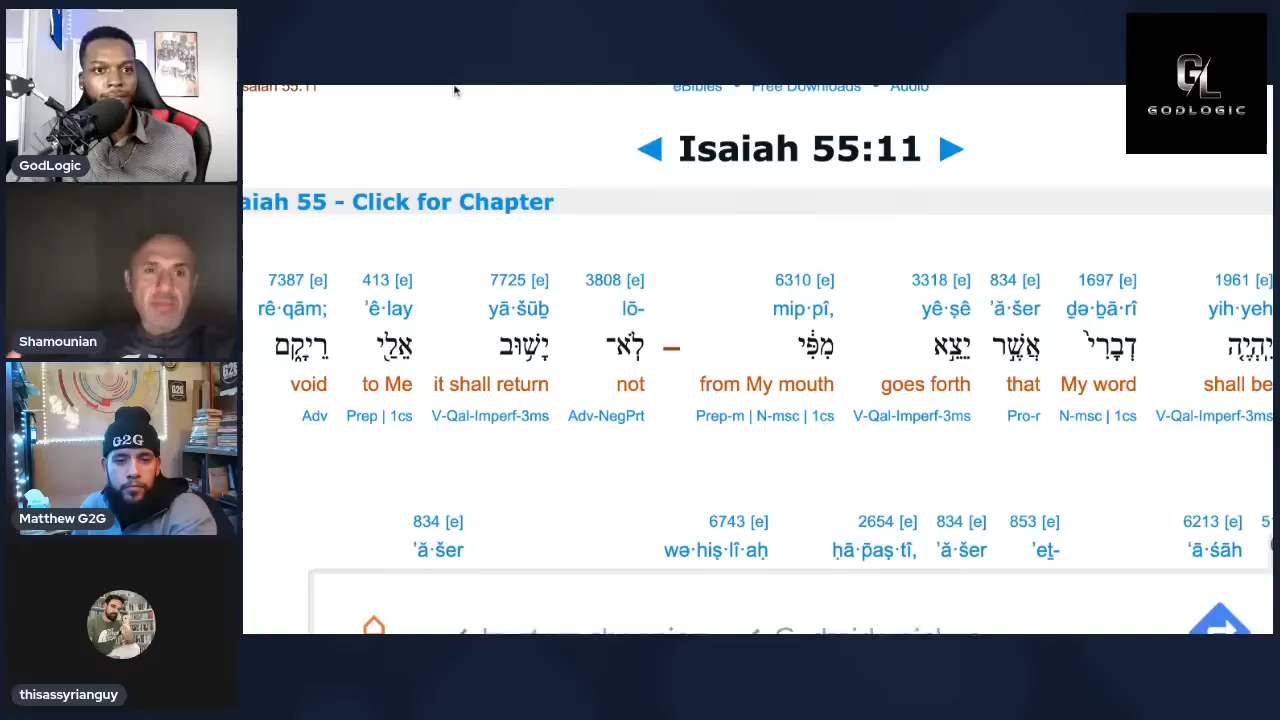 GodLogic
Shamounian
Matthew G2G
G2G
thisassyrianguy
GL
GODLOGIC
saiah 55:11
eBibles • Free Downloads • Audio
◄ Isaiah 55:11 ►
aiah 55 - Click for Chapter
7387 [e] 413 [e] 7725 [e] 3808 [e] 6310 [e] 3318 [e] 834 [e] 1697 [e] 1961 [e]
rê·qām; ’ê·lay yā·šūḇ lō- mip·pî, yê·ṣê ’ă·šer ḏə·ḇā·rî yih·yeh
רֵיקָ֑ם אֵלַ֖י יָשׁ֥וּב לֹֽא־ – מִפִּ֔י יֵצֵ֣א אֲשֶׁ֣ר דְבָרִי֙ יִֽהְיֶ֤ה
void to Me it shall return not from My mouth goes forth that My word shall be
Adv Prep | 1cs V-Qal-Imperf-3ms Adv-NegPrt Prep-m | N-msc | 1cs V-Qal-Imperf-3ms Pro-r N-msc | 1cs V-Qal-Imperf-3ms
834 [e] 6743 [e] 2654 [e] 834 [e] 853 [e] 6213 [e] 5
’ă·šer wə·hiṣ·lî·aḥ ḥā·p̄aṣ·tî, ’ă·šer ’eṯ- ‘ā·śāh